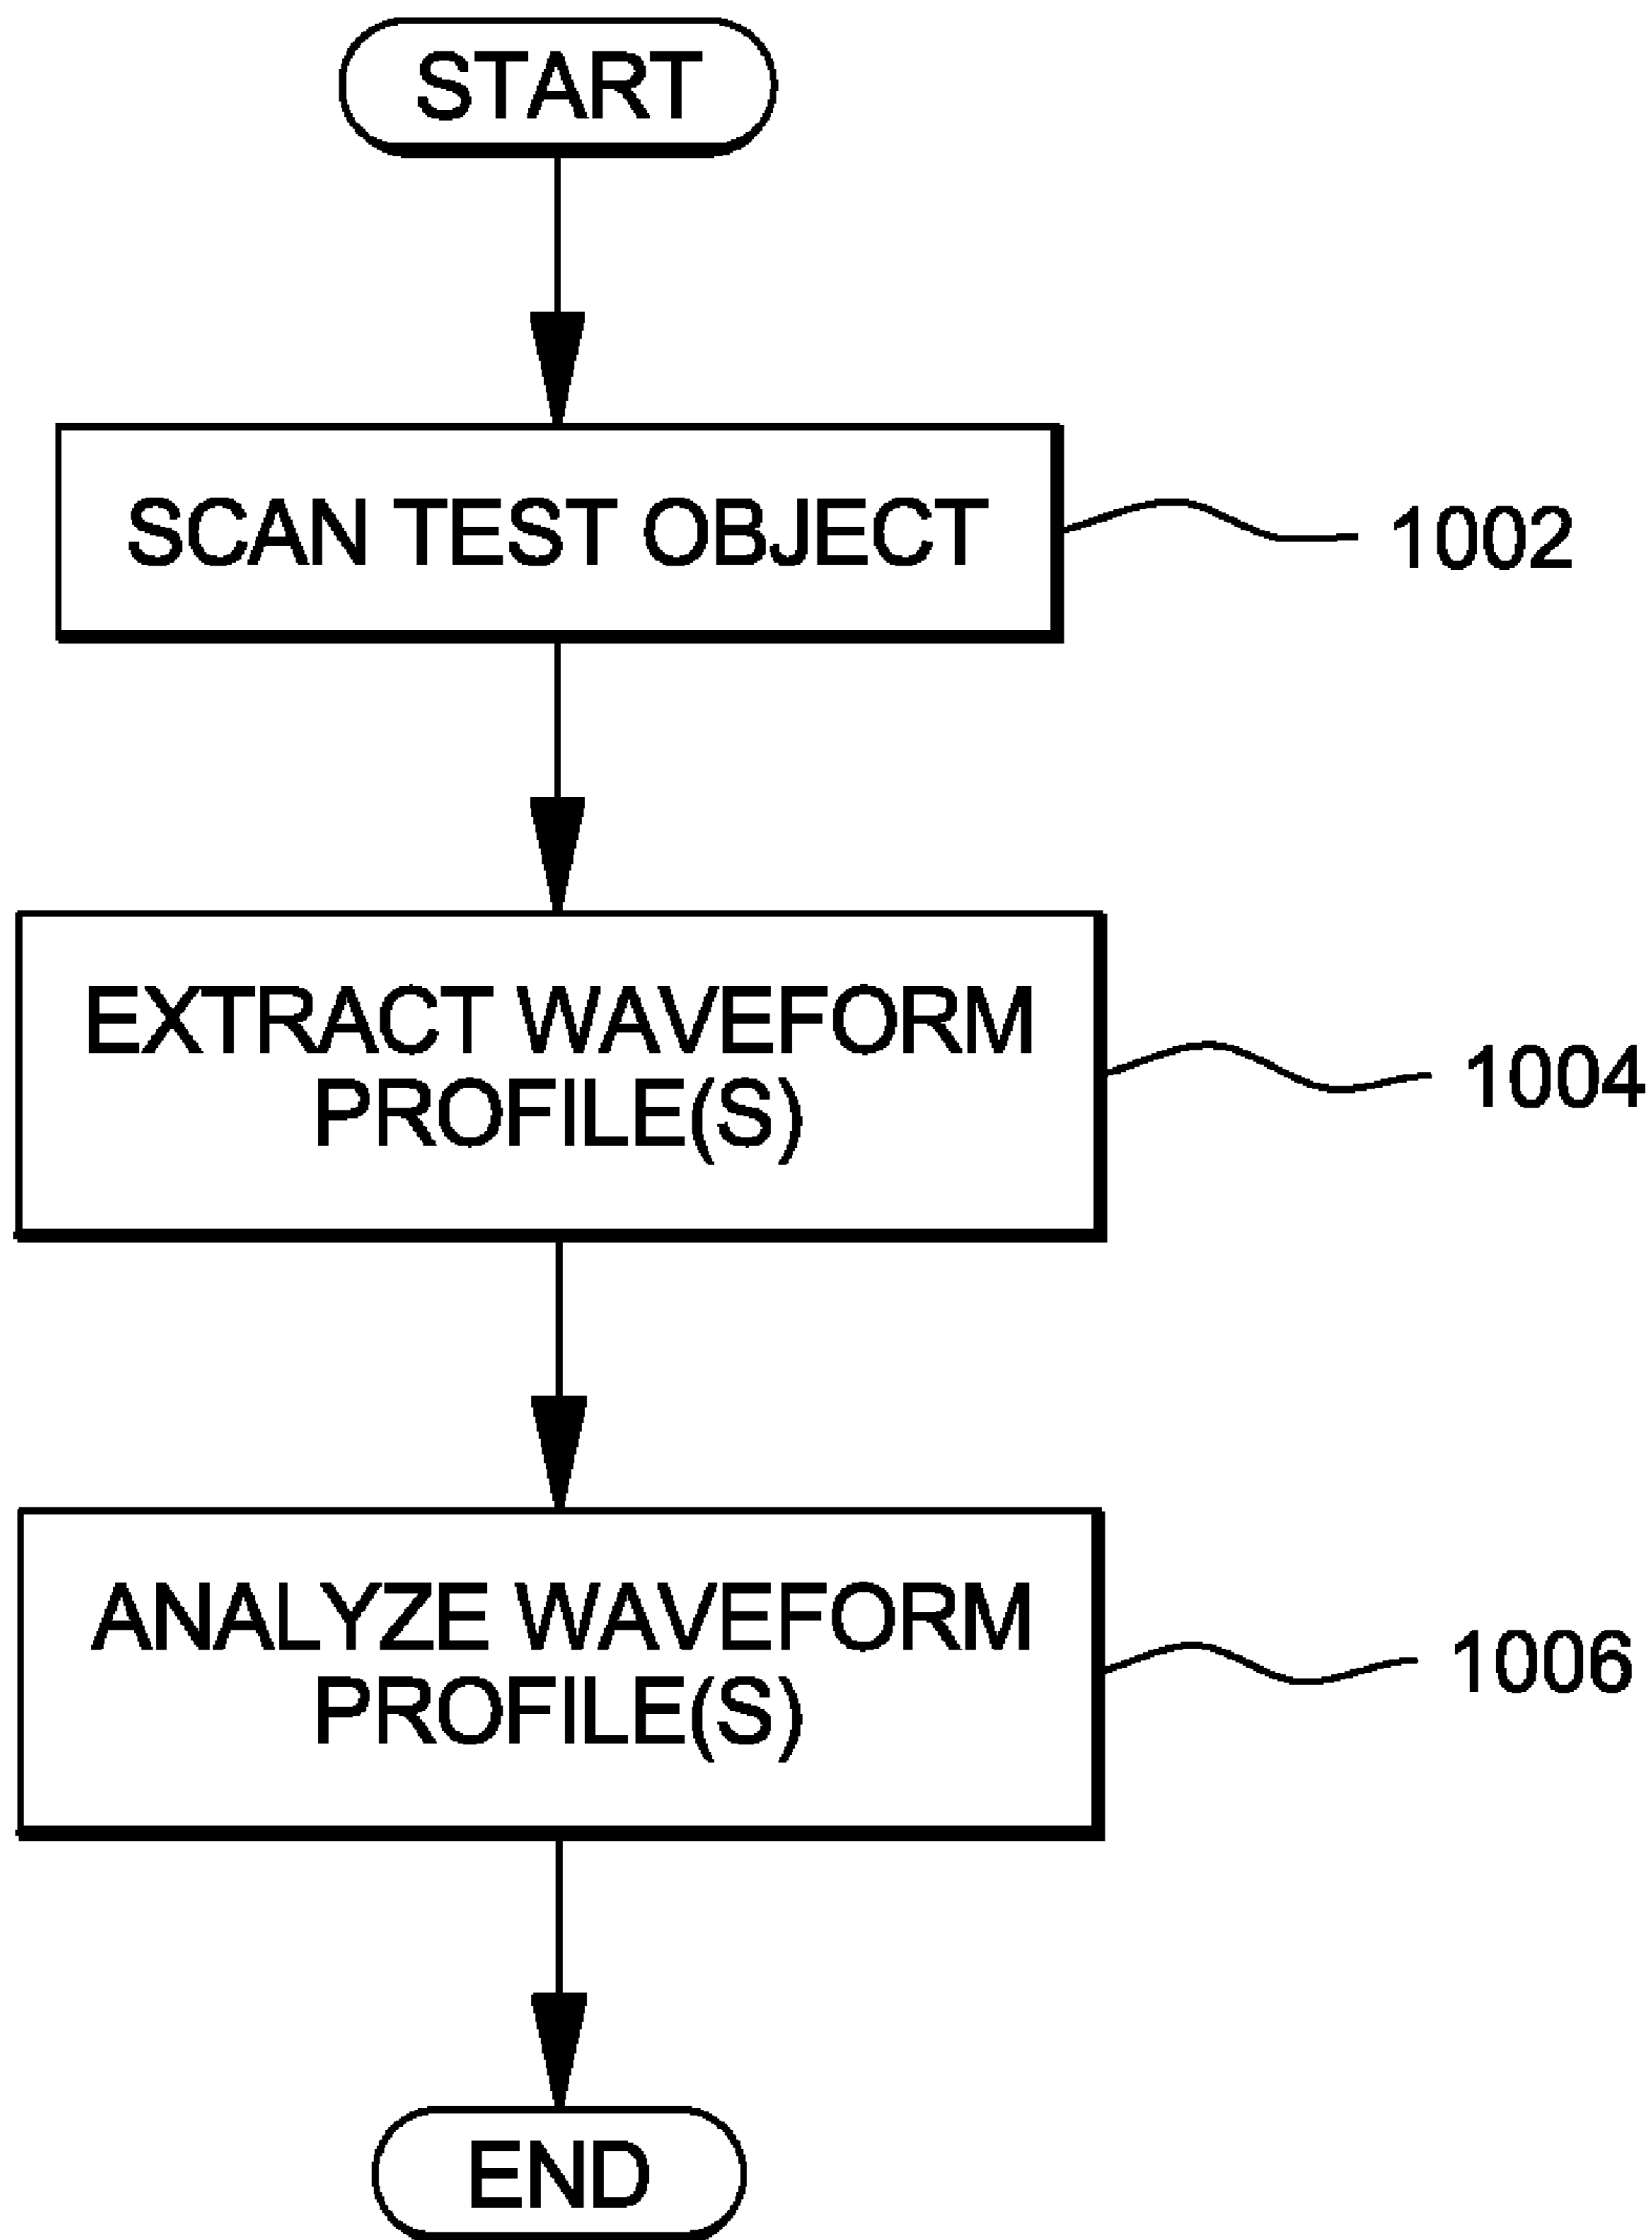 START
SCAN TEST OBJECT
1002
EXTRACT WAVEFORM
PROFILE(S)
1004
ANALYZE WAVEFORM
PROFILE(S)
1006
END